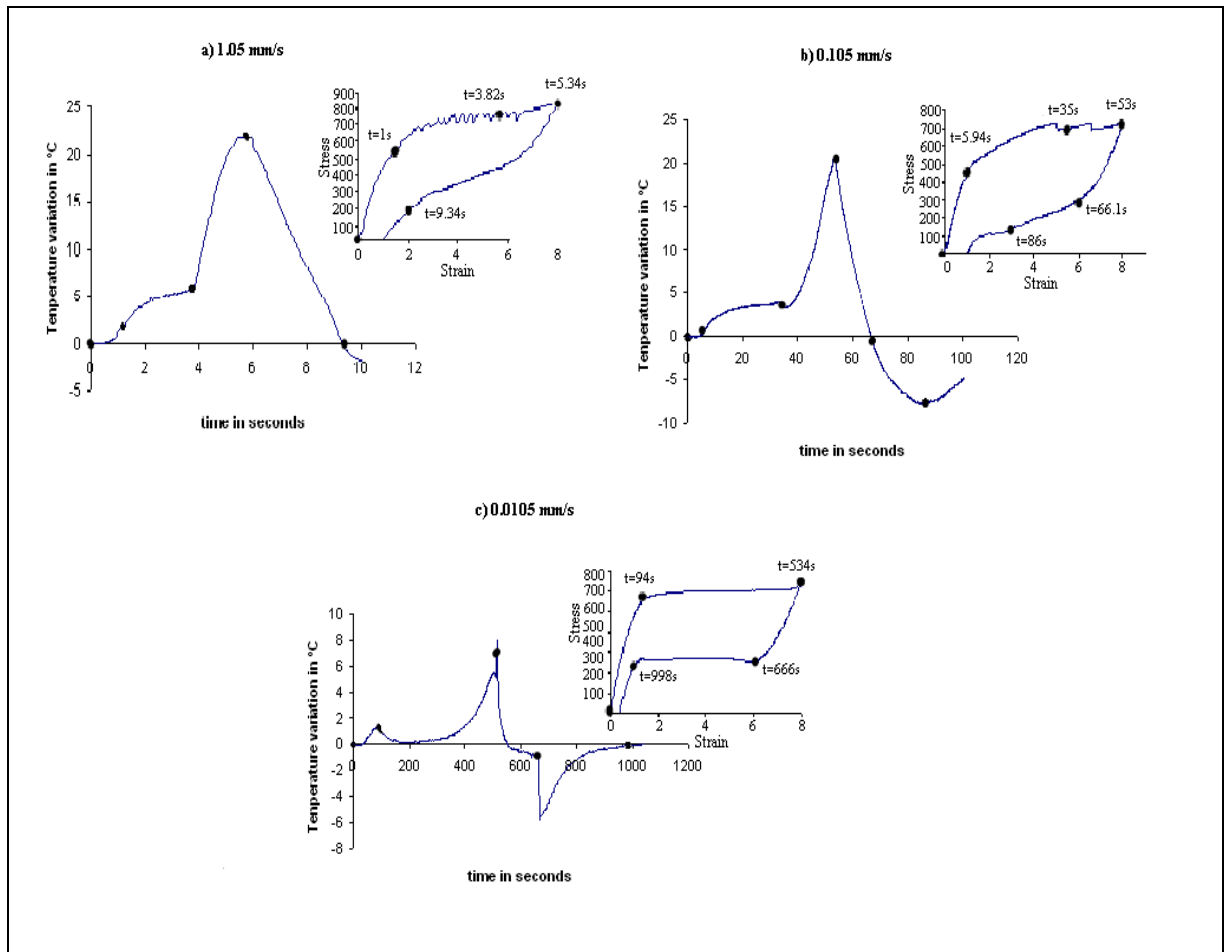 a) 1.05 mm/s
Tenperature variation in °C
25
20
15
10
5
0
-5
0 2 4 6 8 10 12
time in seconds
Stress
900
800
700
600
500
400
300
200
100
0 2 4 6 8
Strain
t=1s
t=3.82s
t=5.34s
t=9.34s
b) 0.105 mm/s
Tenperature variation in °C
25
20
15
10
5
0
-5
-10
0 20 40 60 80 100 120
time in seconds
Stress
800
700
600
500
400
300
200
100
0 2 4 6 8
Strain
t=5.94s
t=35s
t=53s
t=66.1s
t=86s
c) 0.0105 mm/s
Tenperature variation in °C
10
8
6
4
2
0
-2
-4
-6
-8
0 200 400 600 800 1000 1200
time in seconds
Stress
800
700
600
500
400
300
200
100
0 2 4 6 8
Strain
t=94s
t=534s
t=998s
t=666s